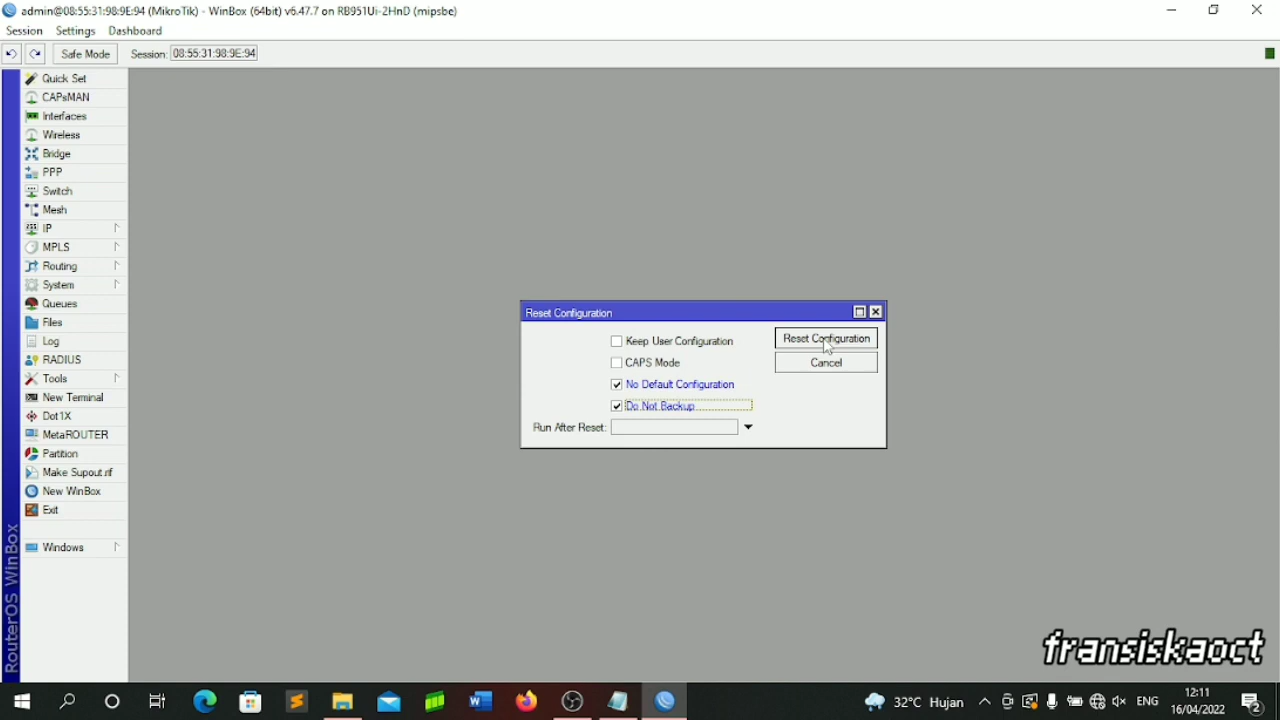 admin@08:55:31:98:9E:94 (MikroTik) - WinBox (64bit) v6.47.7 on RB951Ui-2HnD (mipsbe)
Session Settings Dashboard
Safe Mode Session: 08:55:31:98:9E:94
Quick Set
CAPsMAN
Interfaces
Wireless
Bridge
PPP
Switch
Mesh
IP
MPLS
Routing
System
Queues
Files
Log
RADIUS
Tools
New Terminal
Dot1X
MetaROUTER
Partition
Make Supout.rif
New WinBox
Exit
Windows
RouterOS WinBox
Reset Configuration
Keep User Configuration
CAPS Mode
No Default Configuration
Do Not Backup
Run After Reset:
Reset Configuration
Cancel
transiskaoct
32°C Hujan
ENG
12:11
16/04/2022
2